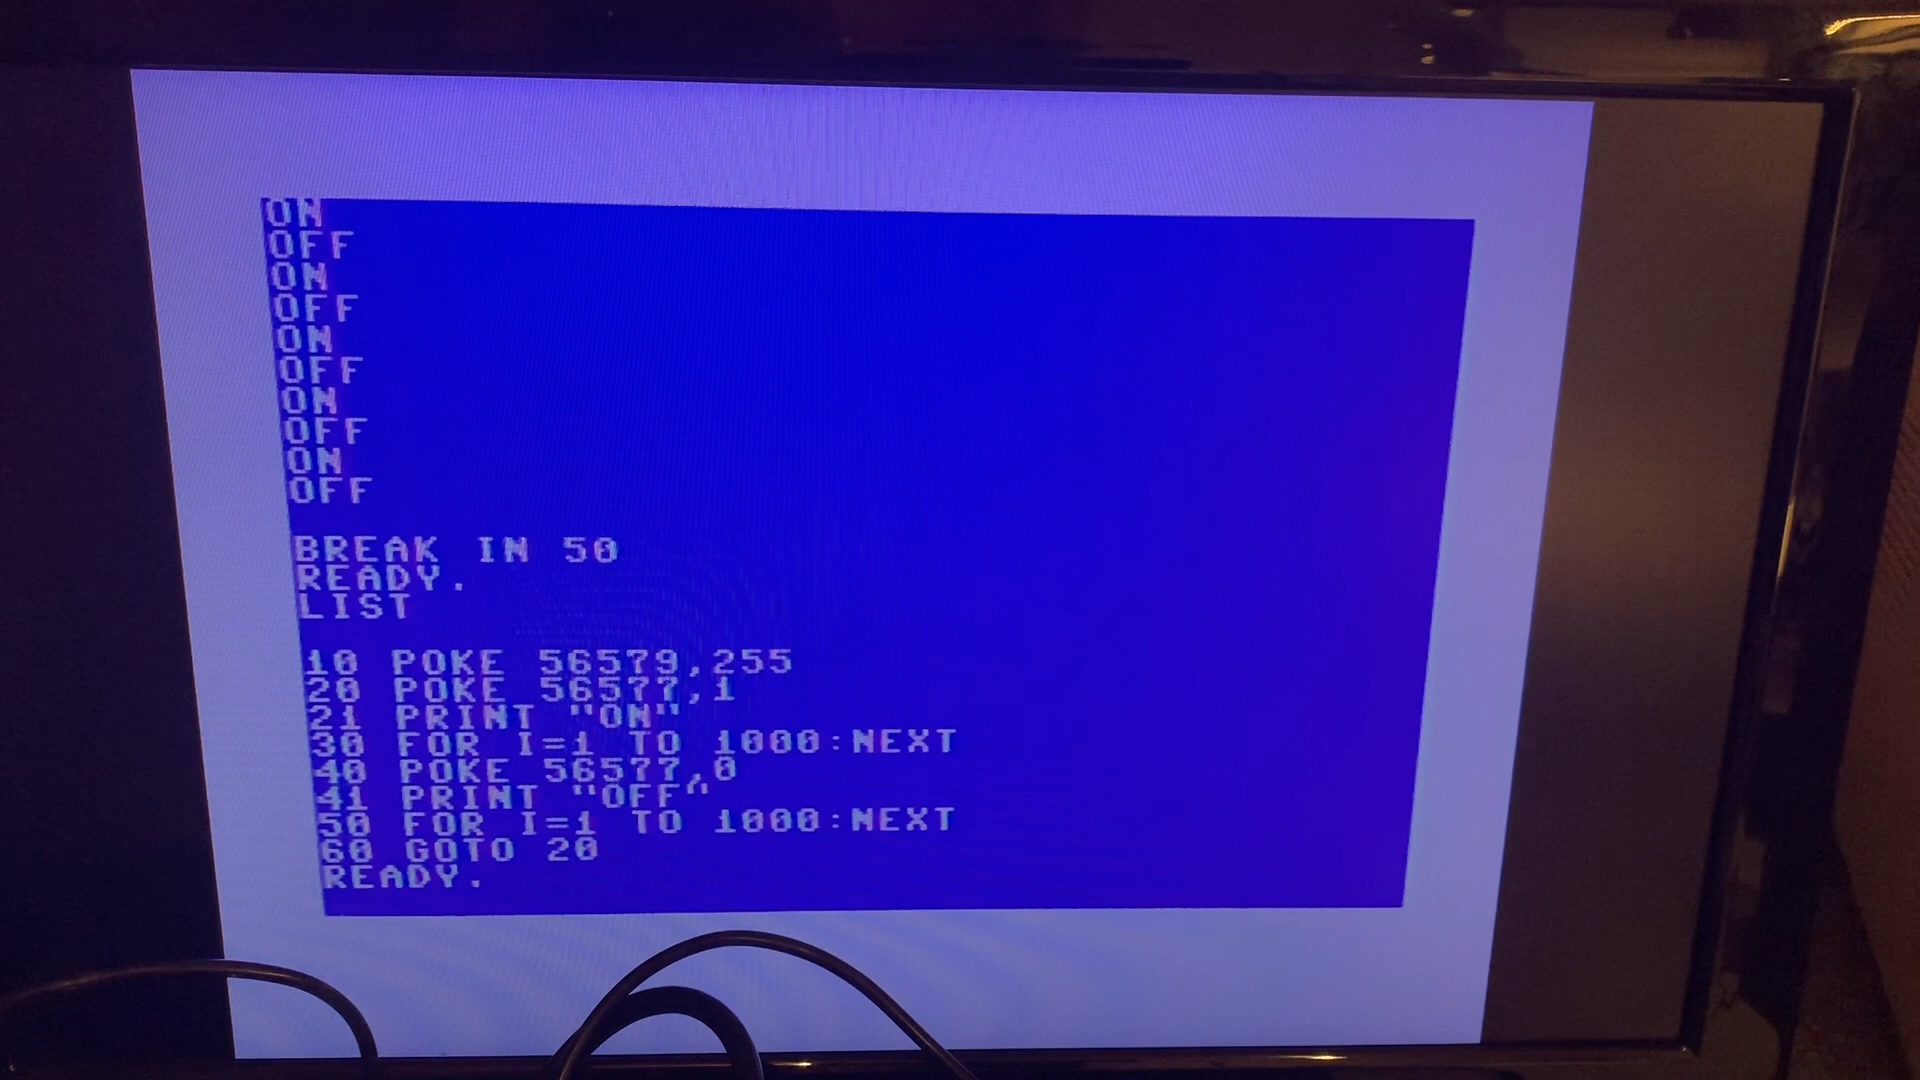 ON
OFF
ON
OFF
ON
OFF
ON
OFF
ON
OFF
BREAK IN 50
READY.
LIST
10 POKE 56579,255
20 POKE 56577,1
21 PRINT "ON"
30 FOR I=1 TO 1000:NEXT
40 POKE 56577,0
41 PRINT "OFF"
50 FOR I=1 TO 1000:NEXT
60 GOTO 20
READY.